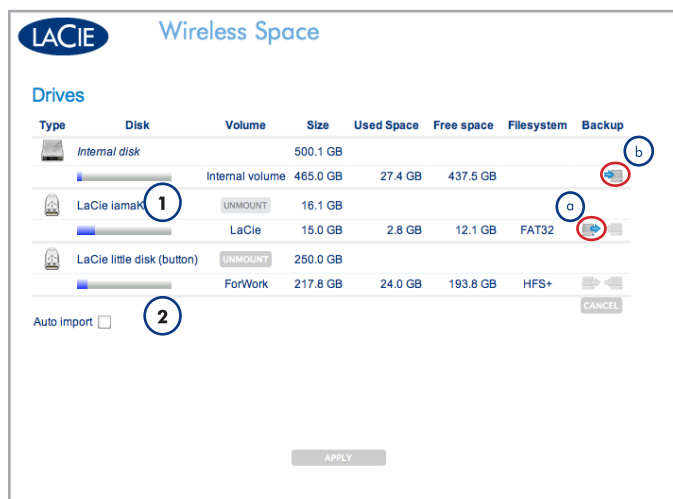 LACIE Wireless Space
Drives
Type Disk Volume Size Used Space Free space Filesystem Backup
Internal disk 500.1 GB
b
Internal volume 465.0 GB 27.4 GB 437.5 GB
LaCie iamaK 1 UNMOUNT 16.1 GB
a
LaCie 15.0 GB 2.8 GB 12.1 GB FAT32
LaCie little disk (button) UNMOUNT 250.0 GB
ForWork 217.8 GB 24.0 GB 193.8 GB HFS+
CANCEL
Auto import 2
APPLY